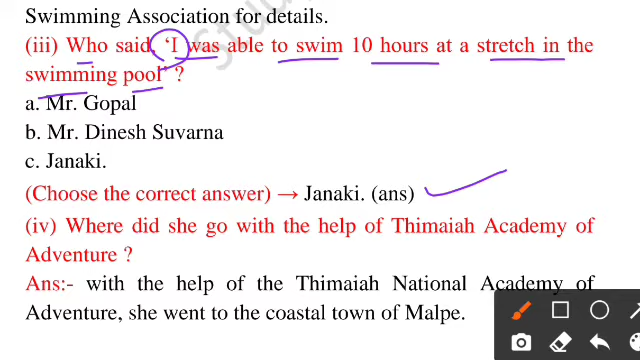 Swimming Association for details.
(iii) Who said, 'I was able to swim 10 hours at a stretch in the
swimming pool' ?
a. Mr. Gopal
b. Mr. Dinesh Suvarna
c. Janaki.
(Choose the correct answer) → Janaki. (ans)
(iv) Where did she go with the help of Thimaiah Academy of
Adventure ?
Ans:- with the help of the Thimaiah National Academy of
Adventure, she went to the coastal town of Malpe.